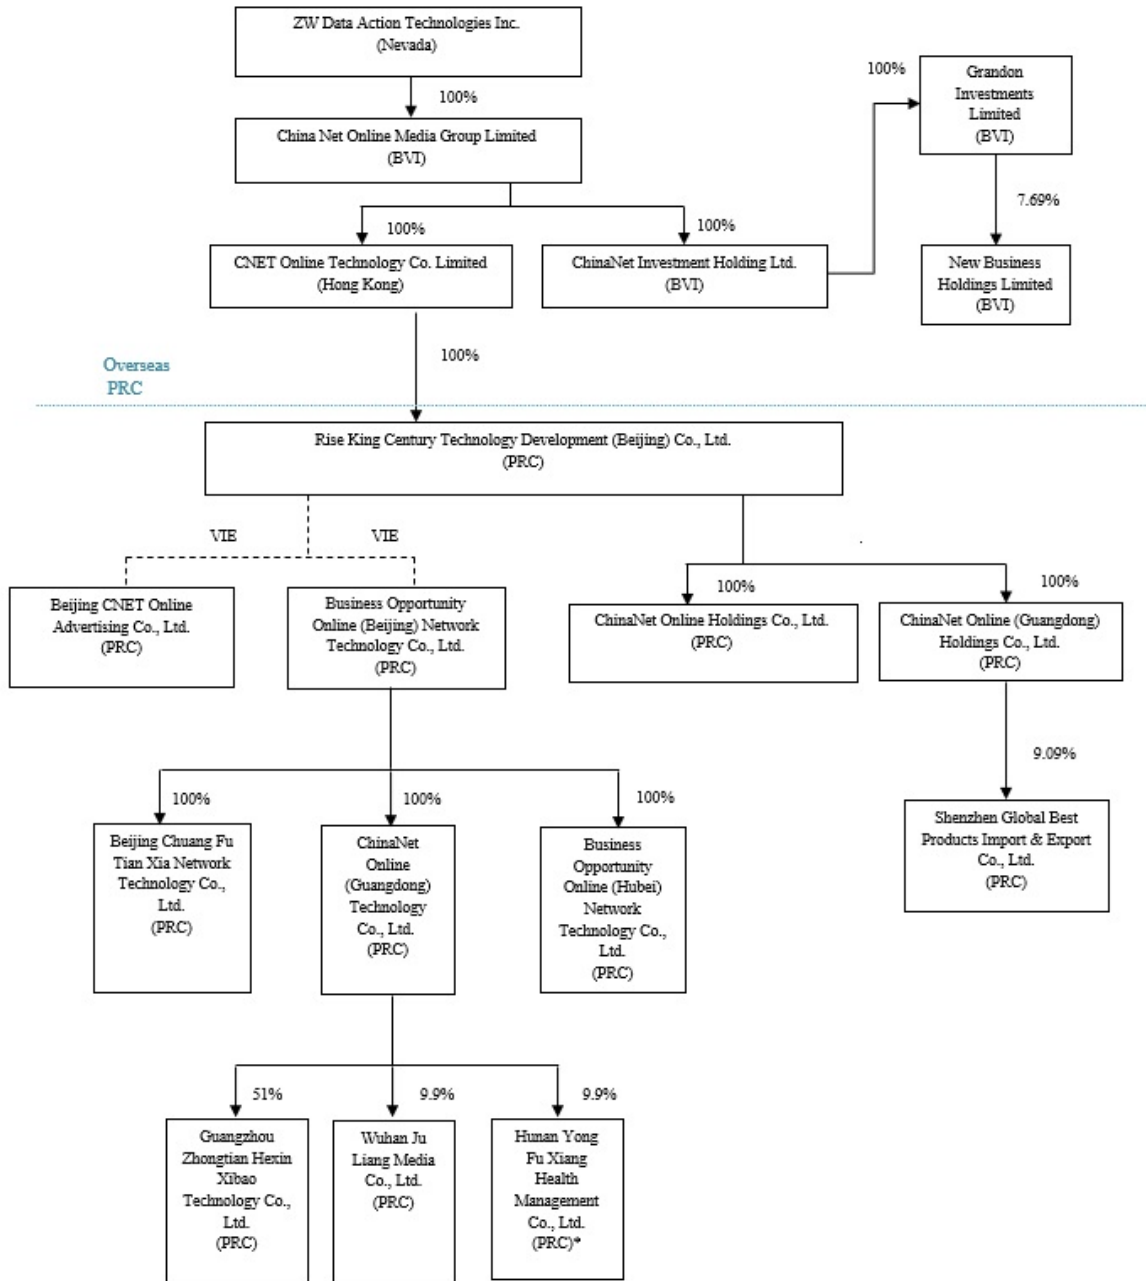 ZW Data Action Technologies Inc.
(Nevada)
100%
China Net Online Media Group Limited
(BVI)
100%
Grandon
Investments
Limited
(BVI)
7.69%
New Business
Holdings Limited
(BVI)
100%
CNET Online Technology Co. Limited
(Hong Kong)
100%
ChinaNet Investment Holding Ltd.
(BVI)
100%
Overseas
PRC
Rise King Century Technology Development (Beijing) Co., Ltd.
(PRC)
VIE
VIE
Beijing CNET Online
Advertising Co., Ltd.
(PRC)
Business Opportunity
Online (Beijing) Network
Technology Co., Ltd.
(PRC)
100%
ChinaNet Online Holdings Co., Ltd.
(PRC)
100%
ChinaNet Online (Guangdong)
Holdings Co., Ltd.
(PRC)
9.09%
Shenzhen Global Best
Products Import & Export
Co., Ltd.
(PRC)
100%
Beijing Chuang Fu
Tian Xia Network
Technology Co.,
Ltd.
(PRC)
100%
ChinaNet
Online
(Guangdong)
Technology
Co., Ltd.
(PRC)
100%
Business
Opportunity
Online (Hubei)
Network
Technology Co.,
Ltd.
(PRC)
51%
Guangzhou
Zhongtian Hexin
Xibao
Technology Co.,
Ltd.
(PRC)
9.9%
Wuhan Ju
Liang Media
Co., Ltd.
(PRC)
9.9%
Hunan Yong
Fu Xiang
Health
Management
Co., Ltd.
(PRC)*